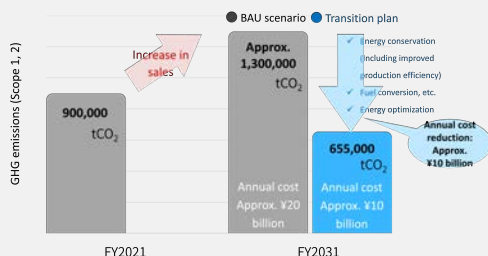 BAU scenario
Transition plan
GHG emissions (Scope 1, 2)
900,000
tCO2
Increase in
sales
Approx.
1,300,000
tCO2
Annual cost
Approx. ¥20
billion
✓ Energy conservation
(Including improved
production efficiency)
✓ Fuel conversion, etc.
✓ Energy optimization
Annual cost
reduction:
Approx.
¥10 billion
655,000
tCO2
Annual cost
Approx. ¥10
billion
FY2021
FY2031